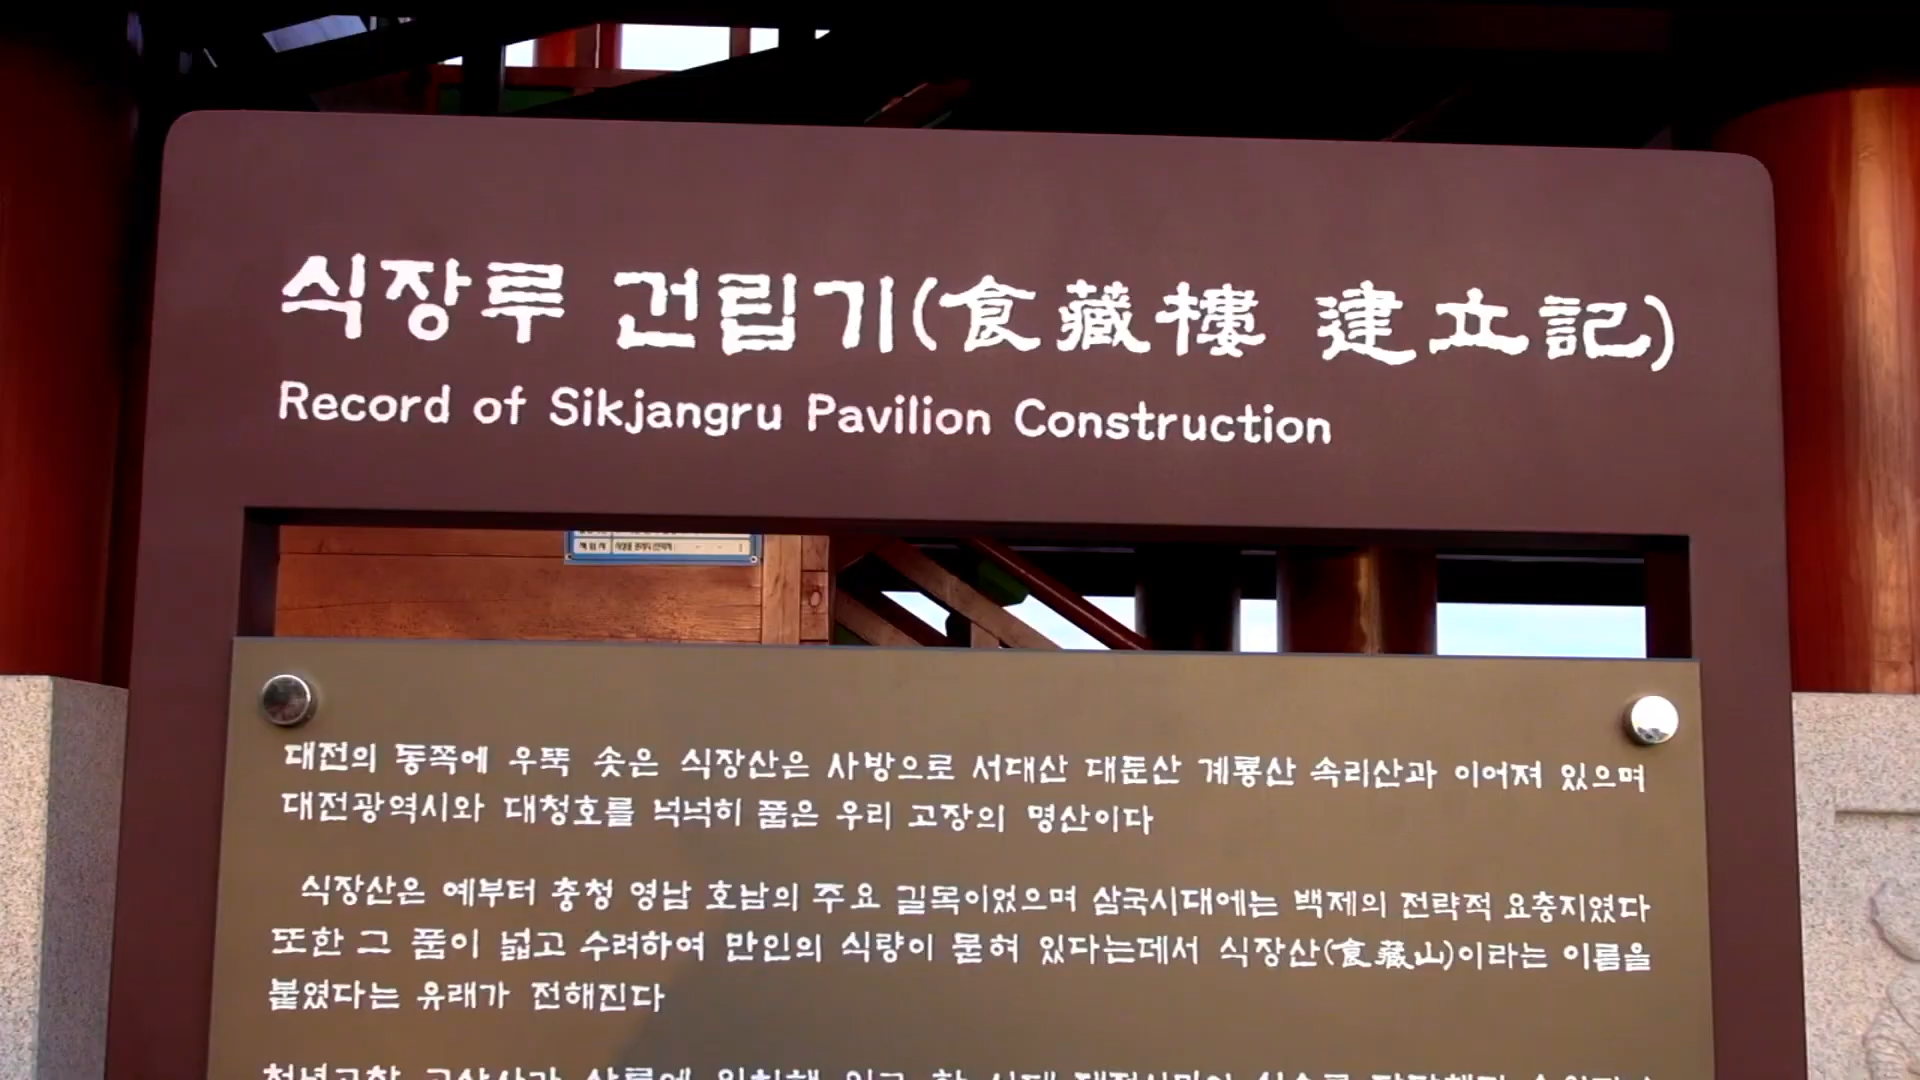 식장루 건립기(食藏樓 建立記)
Record of Sikjangru Pavilion Construction
대전의 동쪽에 우뚝 솟은 식장산은 사방으로 서대산 대둔산 계룡산 속리산과 이어져 있으며
대전광역시와 대청호를 넉넉히 품은 우리 고장의 명산이다
식장산은 예부터 충청 영남 호남의 주요 길목이었으며 삼국시대에는 백제의 전략적 요충지였다
또한 그 품이 넓고 수려하여 만인의 식량이 묻혀 있다는데서 식장산(食藏山)이라는 이름을
붙였다는 유래가 전해진다